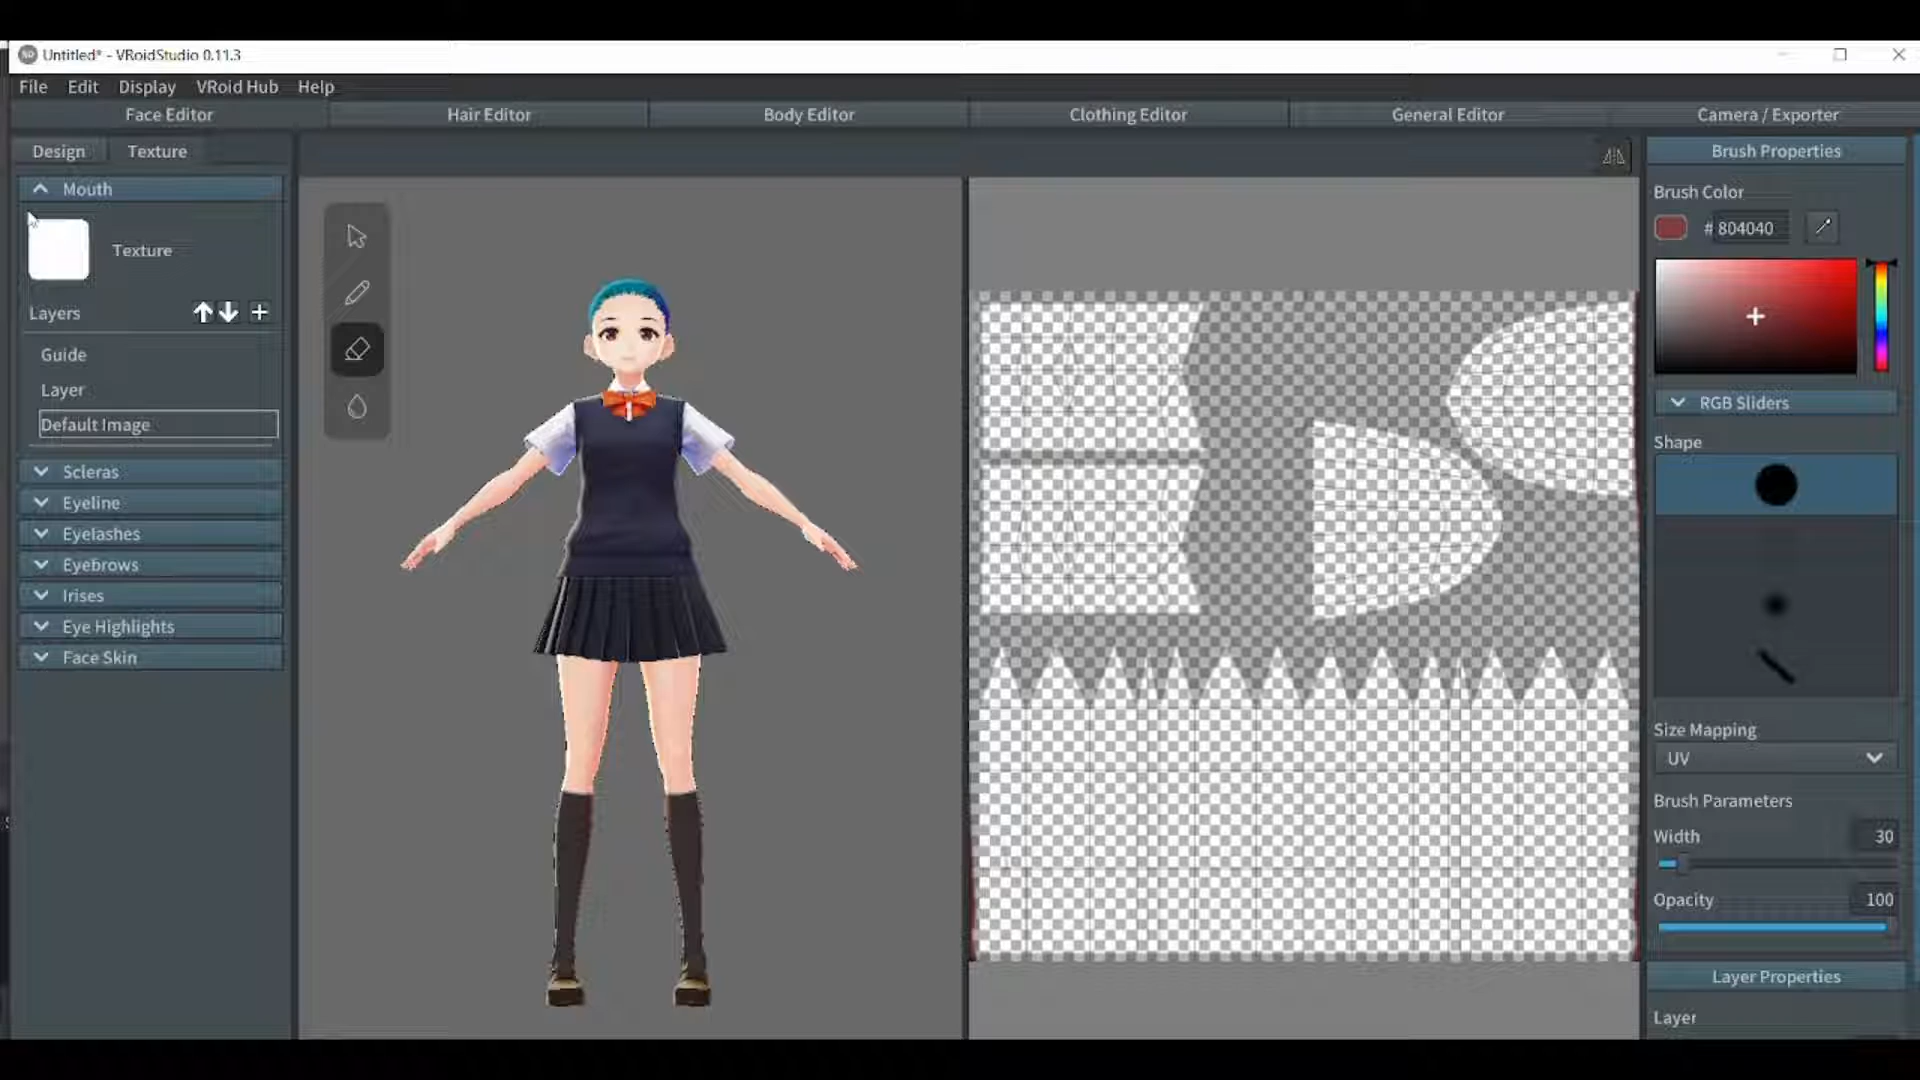 Untitled* - VRoidStudio 0.11.3
File Edit Display VRoid Hub Help
Face Editor Hair Editor Body Editor Clothing Editor General Editor Camera / Exporter
Design Texture
Mouth
Texture
Layers
Guide
Layer
Default Image
Scleras
Eyeline
Eyelashes
Eyebrows
Irises
Eye Highlights
Face Skin
Brush Properties
Brush Color
# 804040
RGB Sliders
Shape
Size Mapping
UV
Brush Parameters
Width 30
Opacity 100
Layer Properties
Layer